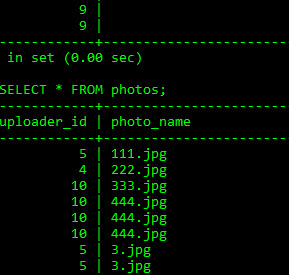 9 |
9 |
----------+--------------------
in set (0.00 sec)
SELECT * FROM photos;
----------+--------------------
uploader_id | photo_name
----------+--------------------
5 | 111.jpg
4 | 222.jpg
10 | 333.jpg
10 | 444.jpg
10 | 444.jpg
10 | 444.jpg
5 | 3.jpg
5 | 3.jpg